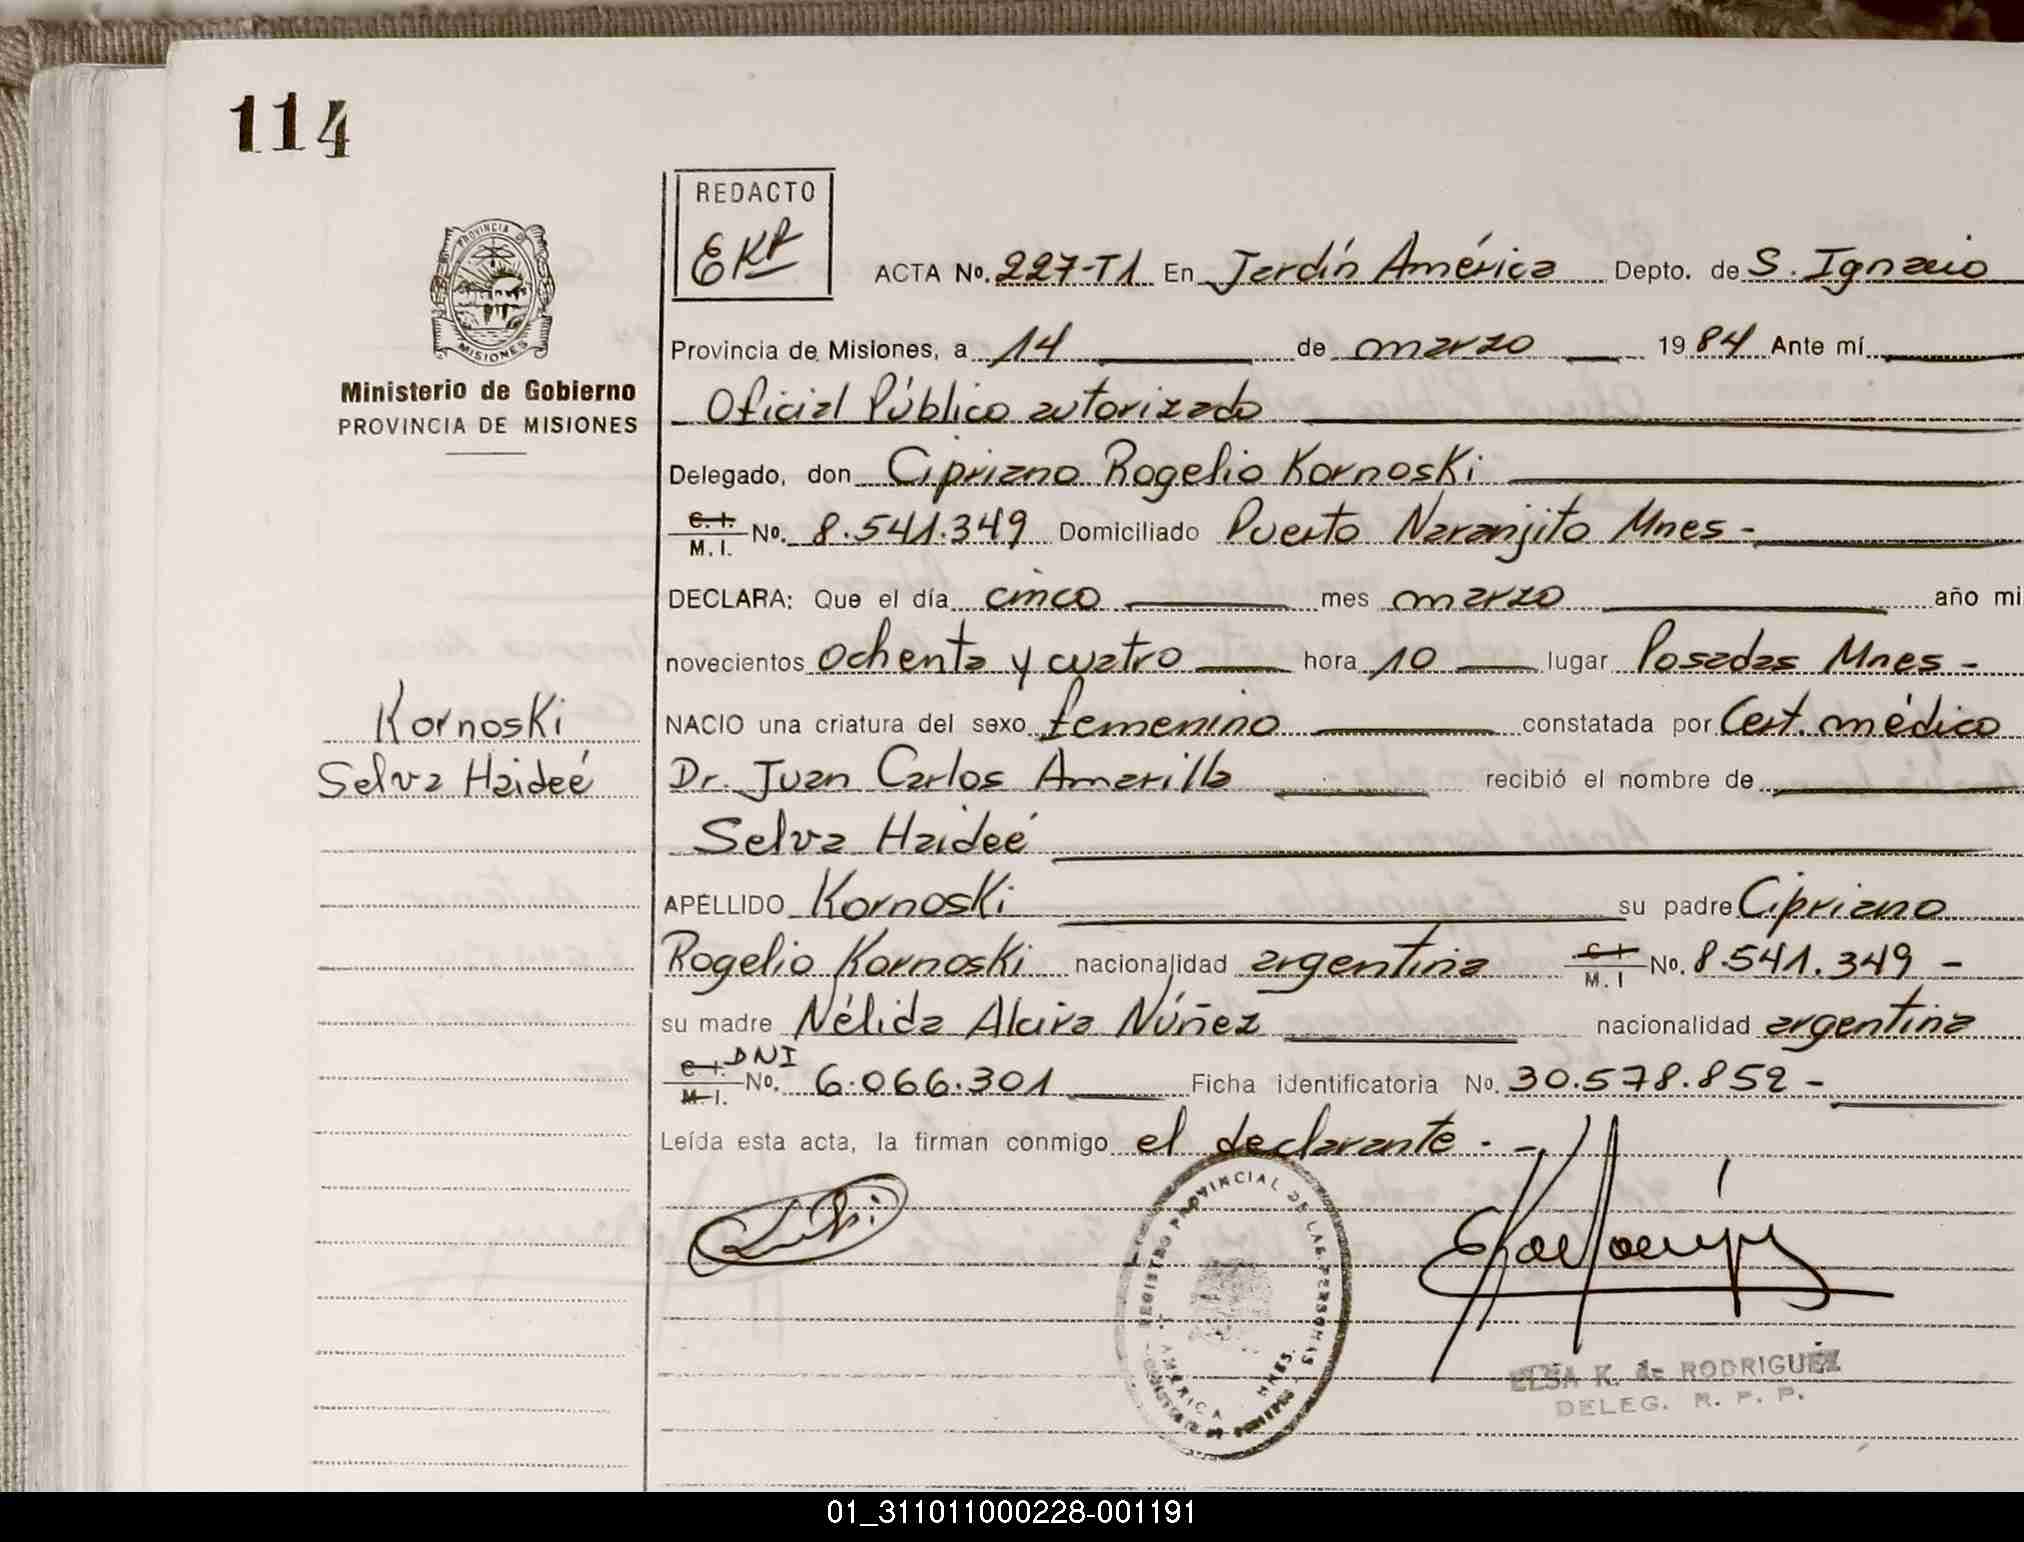 114
REDACTO
EKR
ACTA No. 227-T1 En Jardín América Depto. de S. Ignacio
PROVINCIA DE
MISIONES
Provincia de Misiones, a 14 de marzo 1984 Ante mí
Ministerio de Gobierno
PROVINCIA DE MISIONES
Oficial Público autorizado
Delegado, don Cipriano Rogelio Kornoski
C. I. M. I. No. 8.541.349 Domiciliado Puerto Naranjito Mnes -
DECLARA: Que el día cinco mes marzo año mi
novecientos ochenta y cuatro hora 10 lugar Posadas Mnes -
Kornoski
Selva Haideé
NACIO una criatura del sexo femenino constatada por Cert. médico
Dr. Juan Carlos Amarilla recibió el nombre de
Selva Haideé
APELLIDO Kornoski su padre Cipriano
Rogelio Kornoski nacionalidad argentina C I M. I No. 8.541.349 -
su madre Nélida Alcira Núñez nacionalidad argentina
C I. M. I. DNI No. 6.066.301 Ficha identificatoria No. 30.578.852 -
Leída esta acta, la firman conmigo el declarante. -
REGISTRO PROVINCIAL DE LAS PERSONAS
AMERICA MNES.
ELSA K. de RODRIGUEZ
DELEG. R. P. P.
01_311011000228-001191